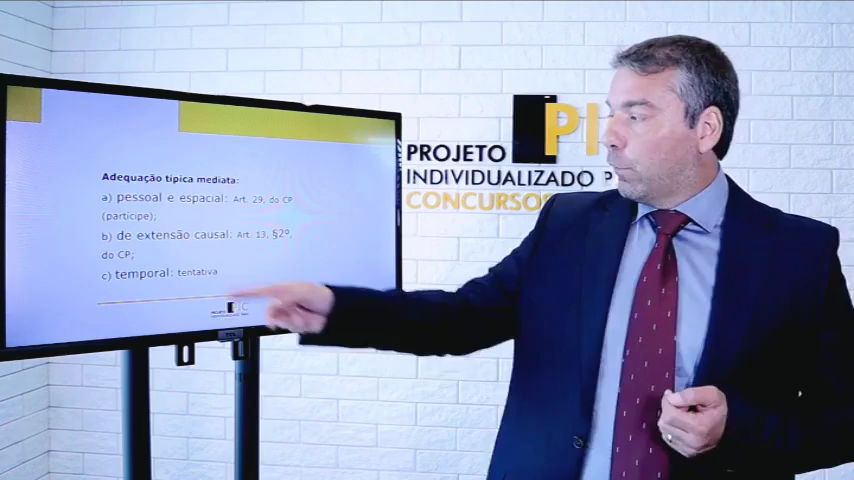 Adequação típica mediata:
a) pessoal e espacial: Art. 29, do CP
(partícipe);
b) de extensão causal: Art. 13, §2º,
do CP;
c) temporal: tentativa
PI
PROJETO
INDIVIDUALIZADO P
CONCURSOS